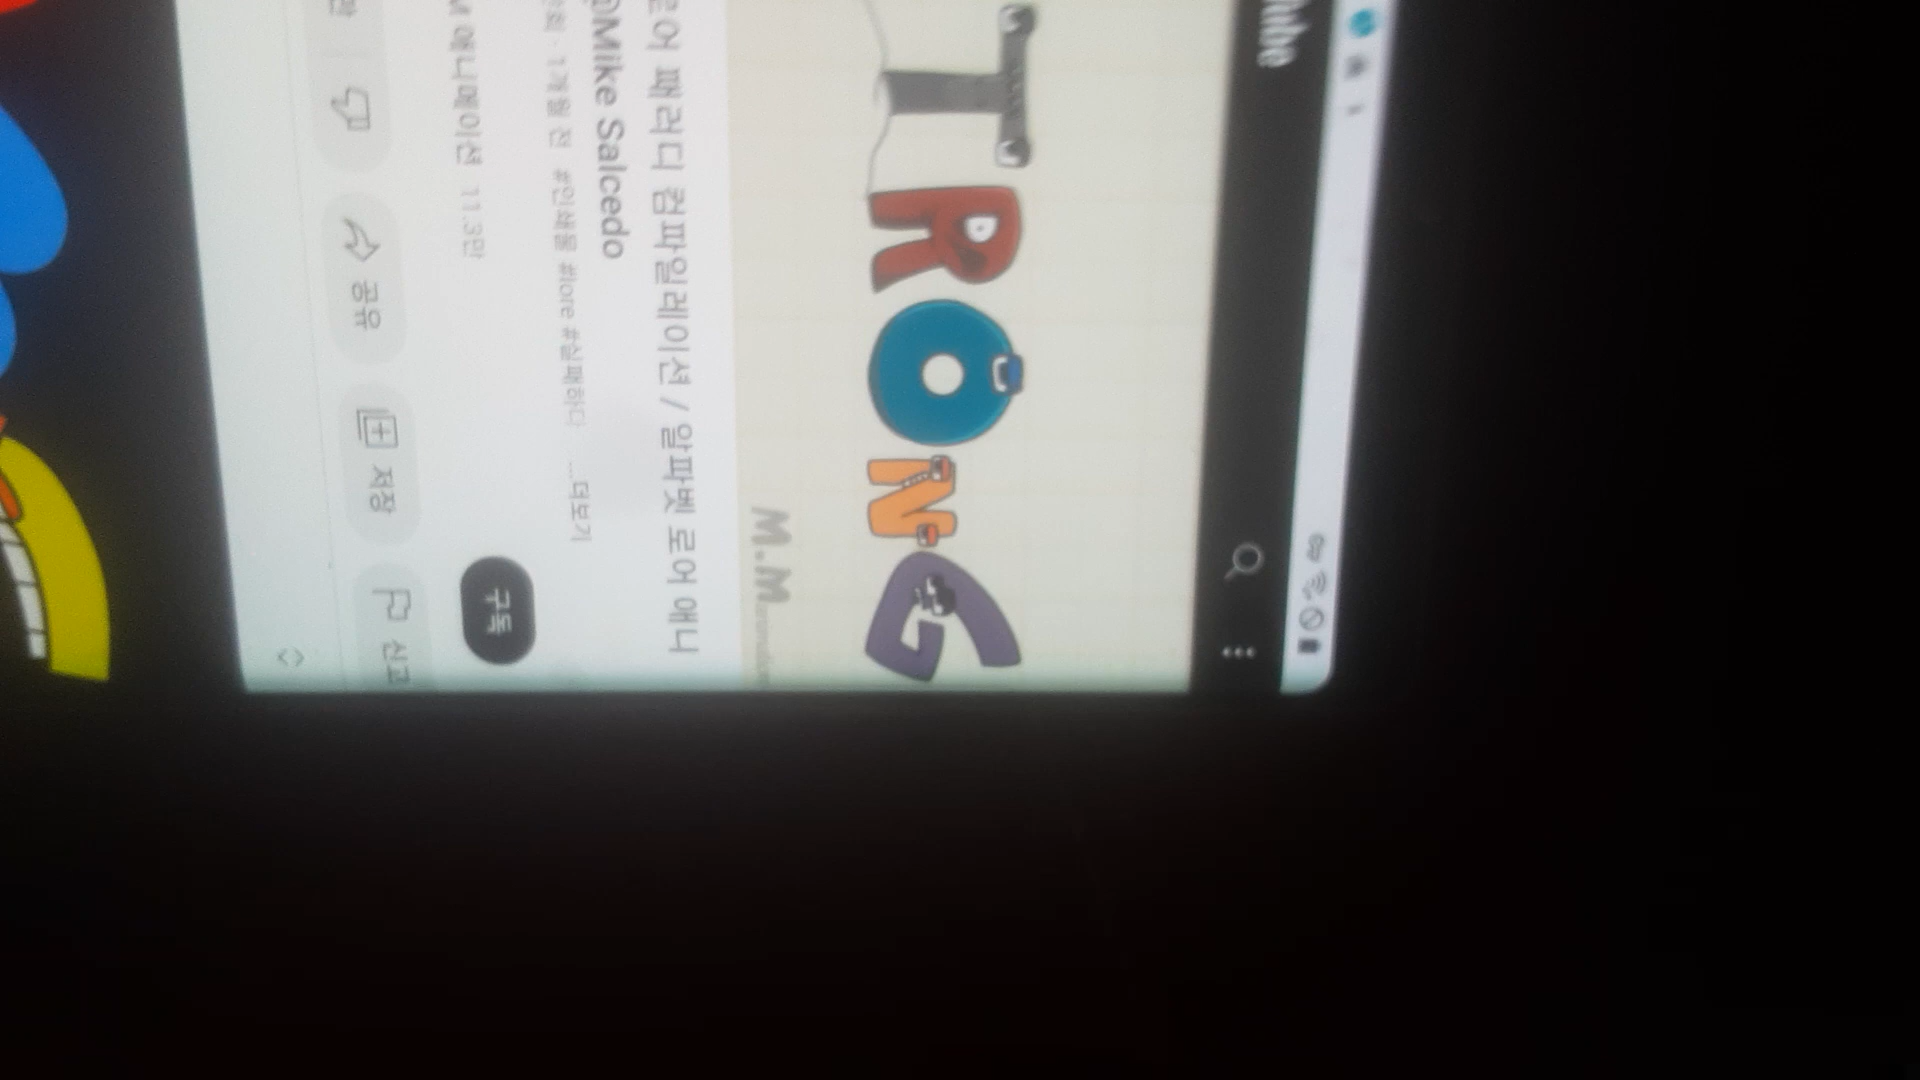 TRONG
M.M
로어 패러디 컴파일레이션 / 알파벳 로어 애니
@Mike Salcedo
1개월 전 #인쇄물 #lore #실패하다 ...더보기
애니메이션 11.3만
구독
공유
저장
신고